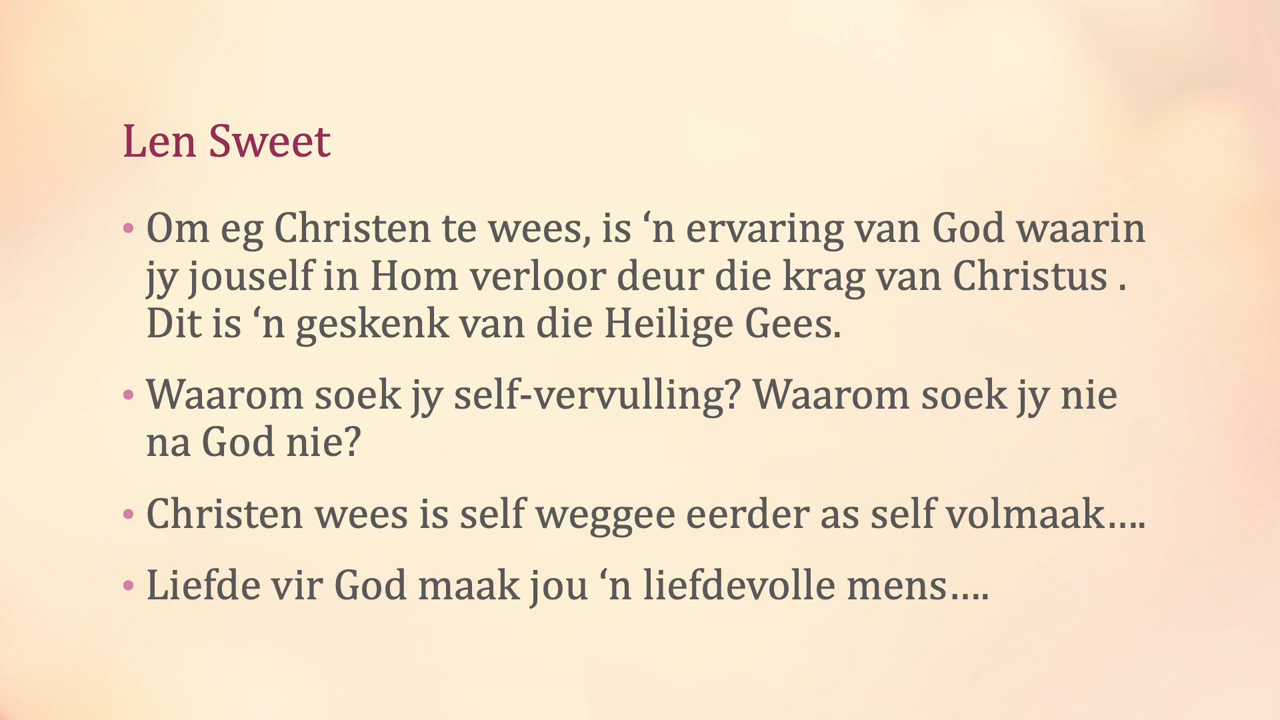 Len Sweet
• Om eg Christen te wees, is ‘n ervaring van God waarin
jy jouself in Hom verloor deur die krag van Christus .
Dit is ‘n geskenk van die Heilige Gees.
• Waarom soek jy self-vervulling? Waarom soek jy nie
na God nie?
• Christen wees is self weggee eerder as self volmaak….
• Liefde vir God maak jou ‘n liefdevolle mens….